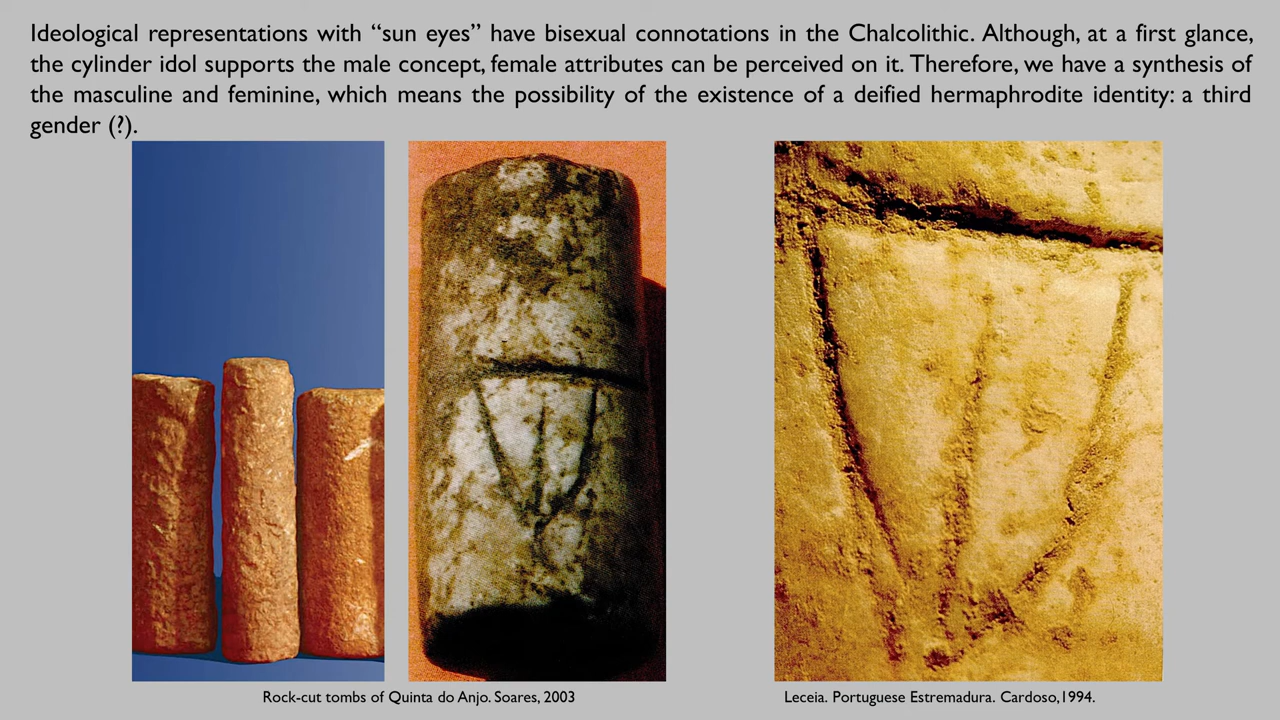 Ideological representations with “sun eyes” have bisexual connotations in the Chalcolithic. Although, at a first glance,
the cylinder idol supports the male concept, female attributes can be perceived on it. Therefore, we have a synthesis of
the masculine and feminine, which means the possibility of the existence of a deified hermaphrodite identity: a third
gender (?).
Rock-cut tombs of Quinta do Anjo. Soares, 2003
Leceia. Portuguese Estremadura. Cardoso,1994.